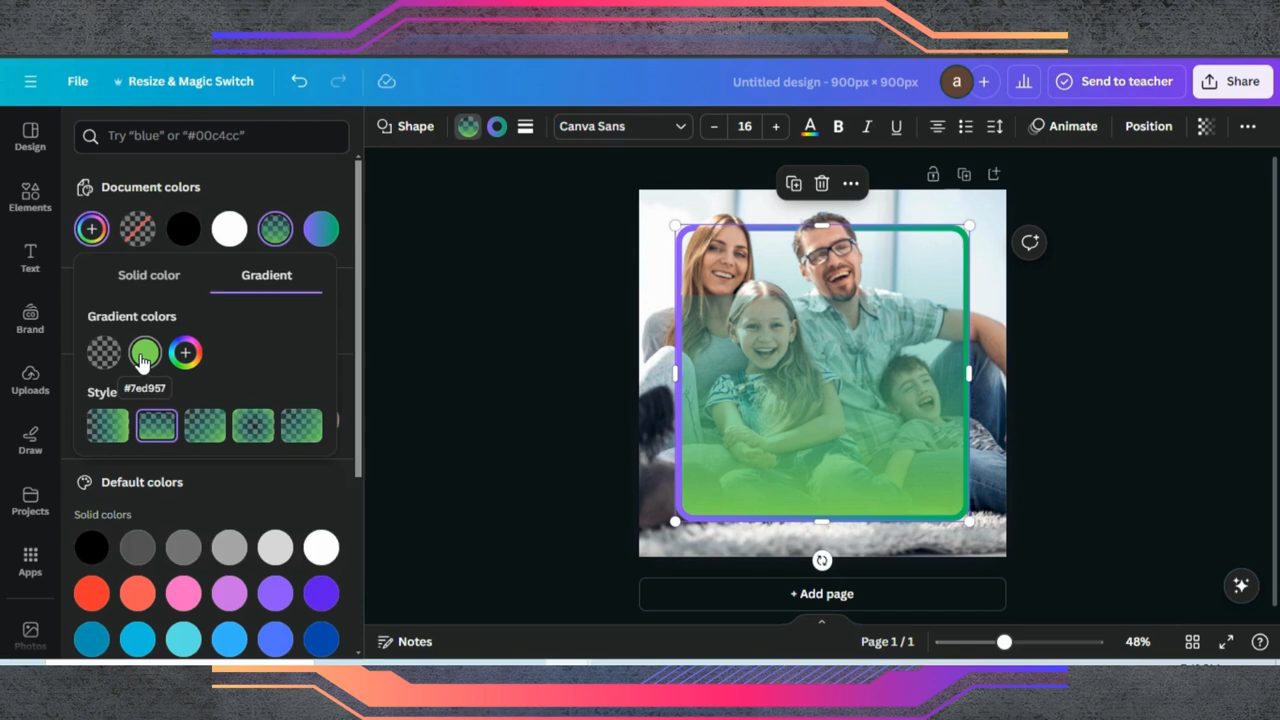 File
Resize & Magic Switch
Untitled design - 900px × 900px
a
Send to teacher
Share
Design
Elements
Text
Brand
Uploads
Draw
Projects
Apps
Photos
Try “blue” or “#00c4cc”
Shape
Canva Sans
– 16 +
A
B
I
U
Animate
Position
Document colors
Solid color
Gradient
Gradient colors
Style
#7ed957
Default colors
Solid colors
+ Add page
Notes
Page 1 / 1
48%